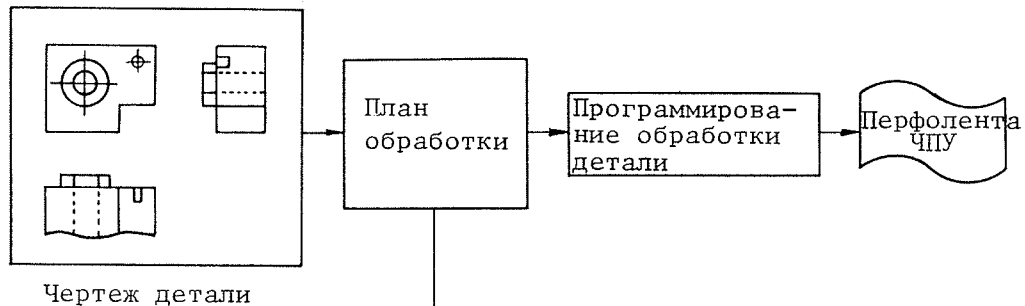 План
обработки
Программирова-
ние обработки
детали
Перфолента
ЧПУ
Чертеж детали